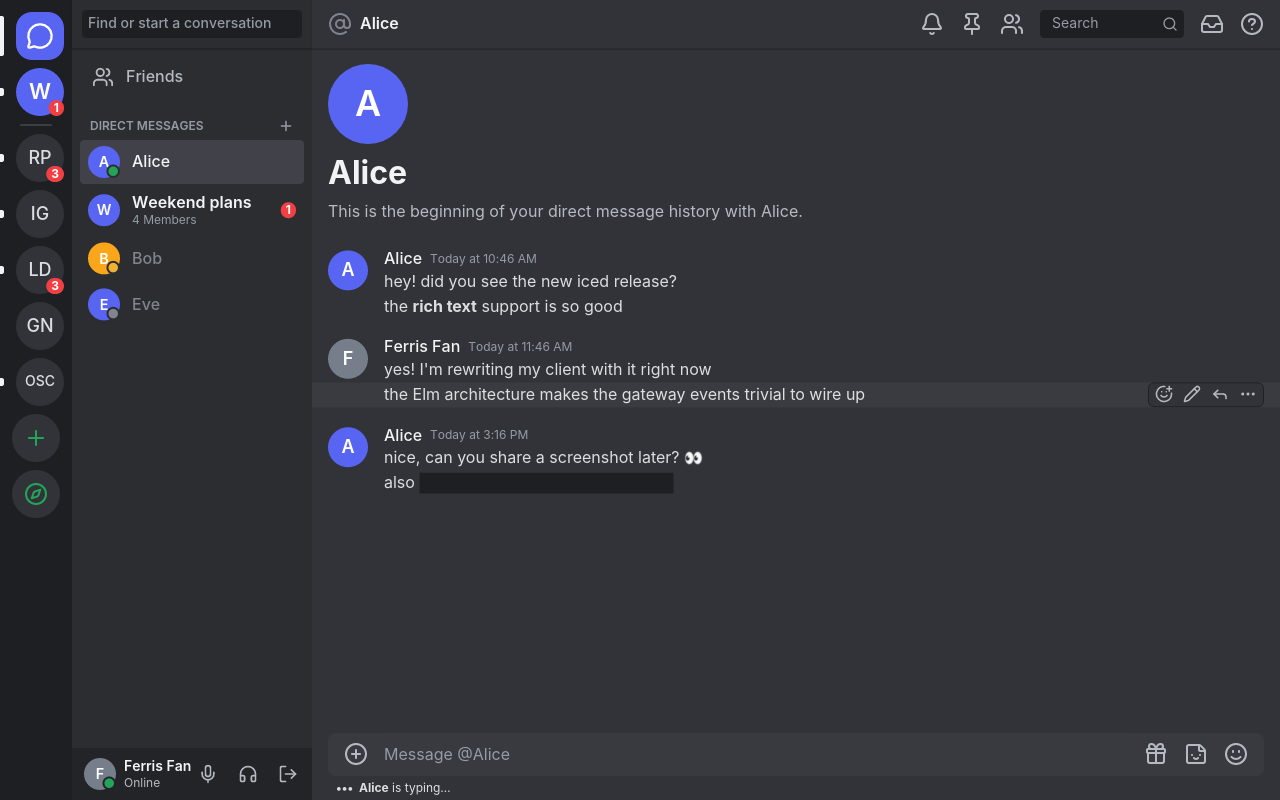 Find or start a conversation
Alice
Search
W
1
Friends
RP
3
DIRECT MESSAGES
A
Alice
IG
W
Weekend plans
1
4 Members
LD
3
B
Bob
GN
E
Eve
OSC
A
Alice
This is the beginning of your direct message history with Alice.
A
Alice Today at 10:46 AM
hey! did you see the new iced release?
the rich text support is so good
F
Ferris Fan Today at 11:46 AM
yes! I'm rewriting my client with it right now
the Elm architecture makes the gateway events trivial to wire up
A
Alice Today at 3:16 PM
nice, can you share a screenshot later? 👀
also
Message @Alice
Alice is typing...
F
Ferris Fan
Online